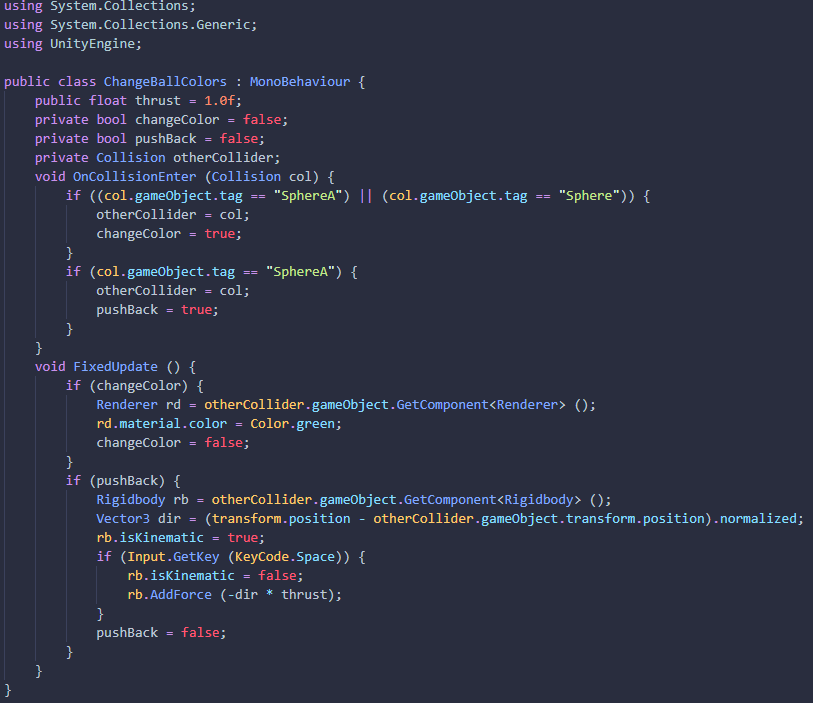 using System.Collections;
using System.Collections.Generic;
using UnityEngine;

public class ChangeBallColors : MonoBehaviour {
    public float thrust = 1.0f;
    private bool changeColor = false;
    private bool pushBack = false;
    private Collision otherCollider;
    void OnCollisionEnter (Collision col) {
        if ((col.gameObject.tag == "SphereA") || (col.gameObject.tag == "Sphere")) {
            otherCollider = col;
            changeColor = true;
        }
        if (col.gameObject.tag == "SphereA") {
            otherCollider = col;
            pushBack = true;
        }
    }
    void FixedUpdate () {
        if (changeColor) {
            Renderer rd = otherCollider.gameObject.GetComponent<Renderer> ();
            rd.material.color = Color.green;
            changeColor = false;
        }
        if (pushBack) {
            Rigidbody rb = otherCollider.gameObject.GetComponent<Rigidbody> ();
            Vector3 dir = (transform.position - otherCollider.gameObject.transform.position).normalized;
            rb.isKinematic = true;
            if (Input.GetKey (KeyCode.Space)) {
                rb.isKinematic = false;
                rb.AddForce (-dir * thrust);
            }
            pushBack = false;
        }
    }
}